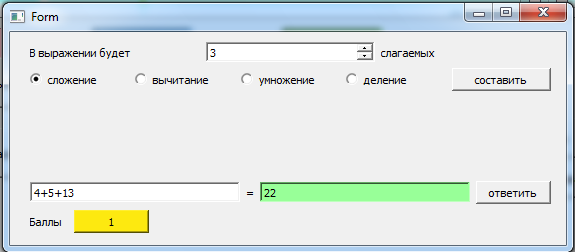 Form
В выражении будет 3 слагаемых
сложение вычитание умножение деление составить
4+5+13 = 22 ответить
Баллы 1